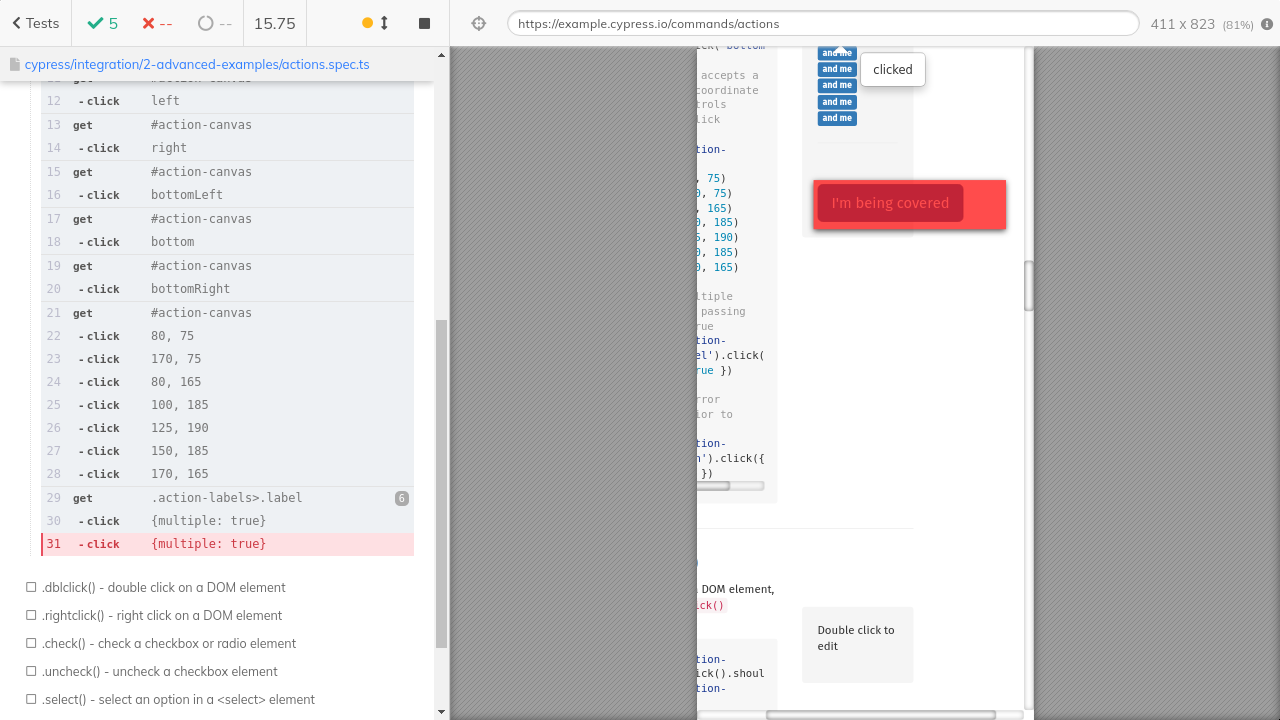 Tests
5
--
--
15.75
https://example.cypress.io/commands/actions
411 x 823 (81%)
cypress/integration/2-advanced-examples/actions.spec.ts
12 -click left
13 get #action-canvas
14 -click right
15 get #action-canvas
16 -click bottomLeft
17 get #action-canvas
18 -click bottom
19 get #action-canvas
20 -click bottomRight
21 get #action-canvas
22 -click 80, 75
23 -click 170, 75
24 -click 80, 165
25 -click 100, 185
26 -click 125, 190
27 -click 150, 185
28 -click 170, 165
29 get .action-labels>.label 6
30 -click {multiple: true}
31 -click {multiple: true}
.dblclick() - double click on a DOM element
.rightclick() - right click on a DOM element
.check() - check a checkbox or radio element
.uncheck() - uncheck a checkbox element
.select() - select an option in a <select> element
accepts a
coordinate
trols
ick
tion-
, 75)
0, 75)
, 165)
0, 185)
5, 190)
0, 185)
0, 165)
ltiple
passing
rue
tion-
el').click(
rue })
rror
ior to
tion-
n').click({
})
)
DOM element,
ick()
tion-
ick().shoul
tion-
and me
clicked
and me
and me
and me
and me
I'm being covered
Double click to
edit